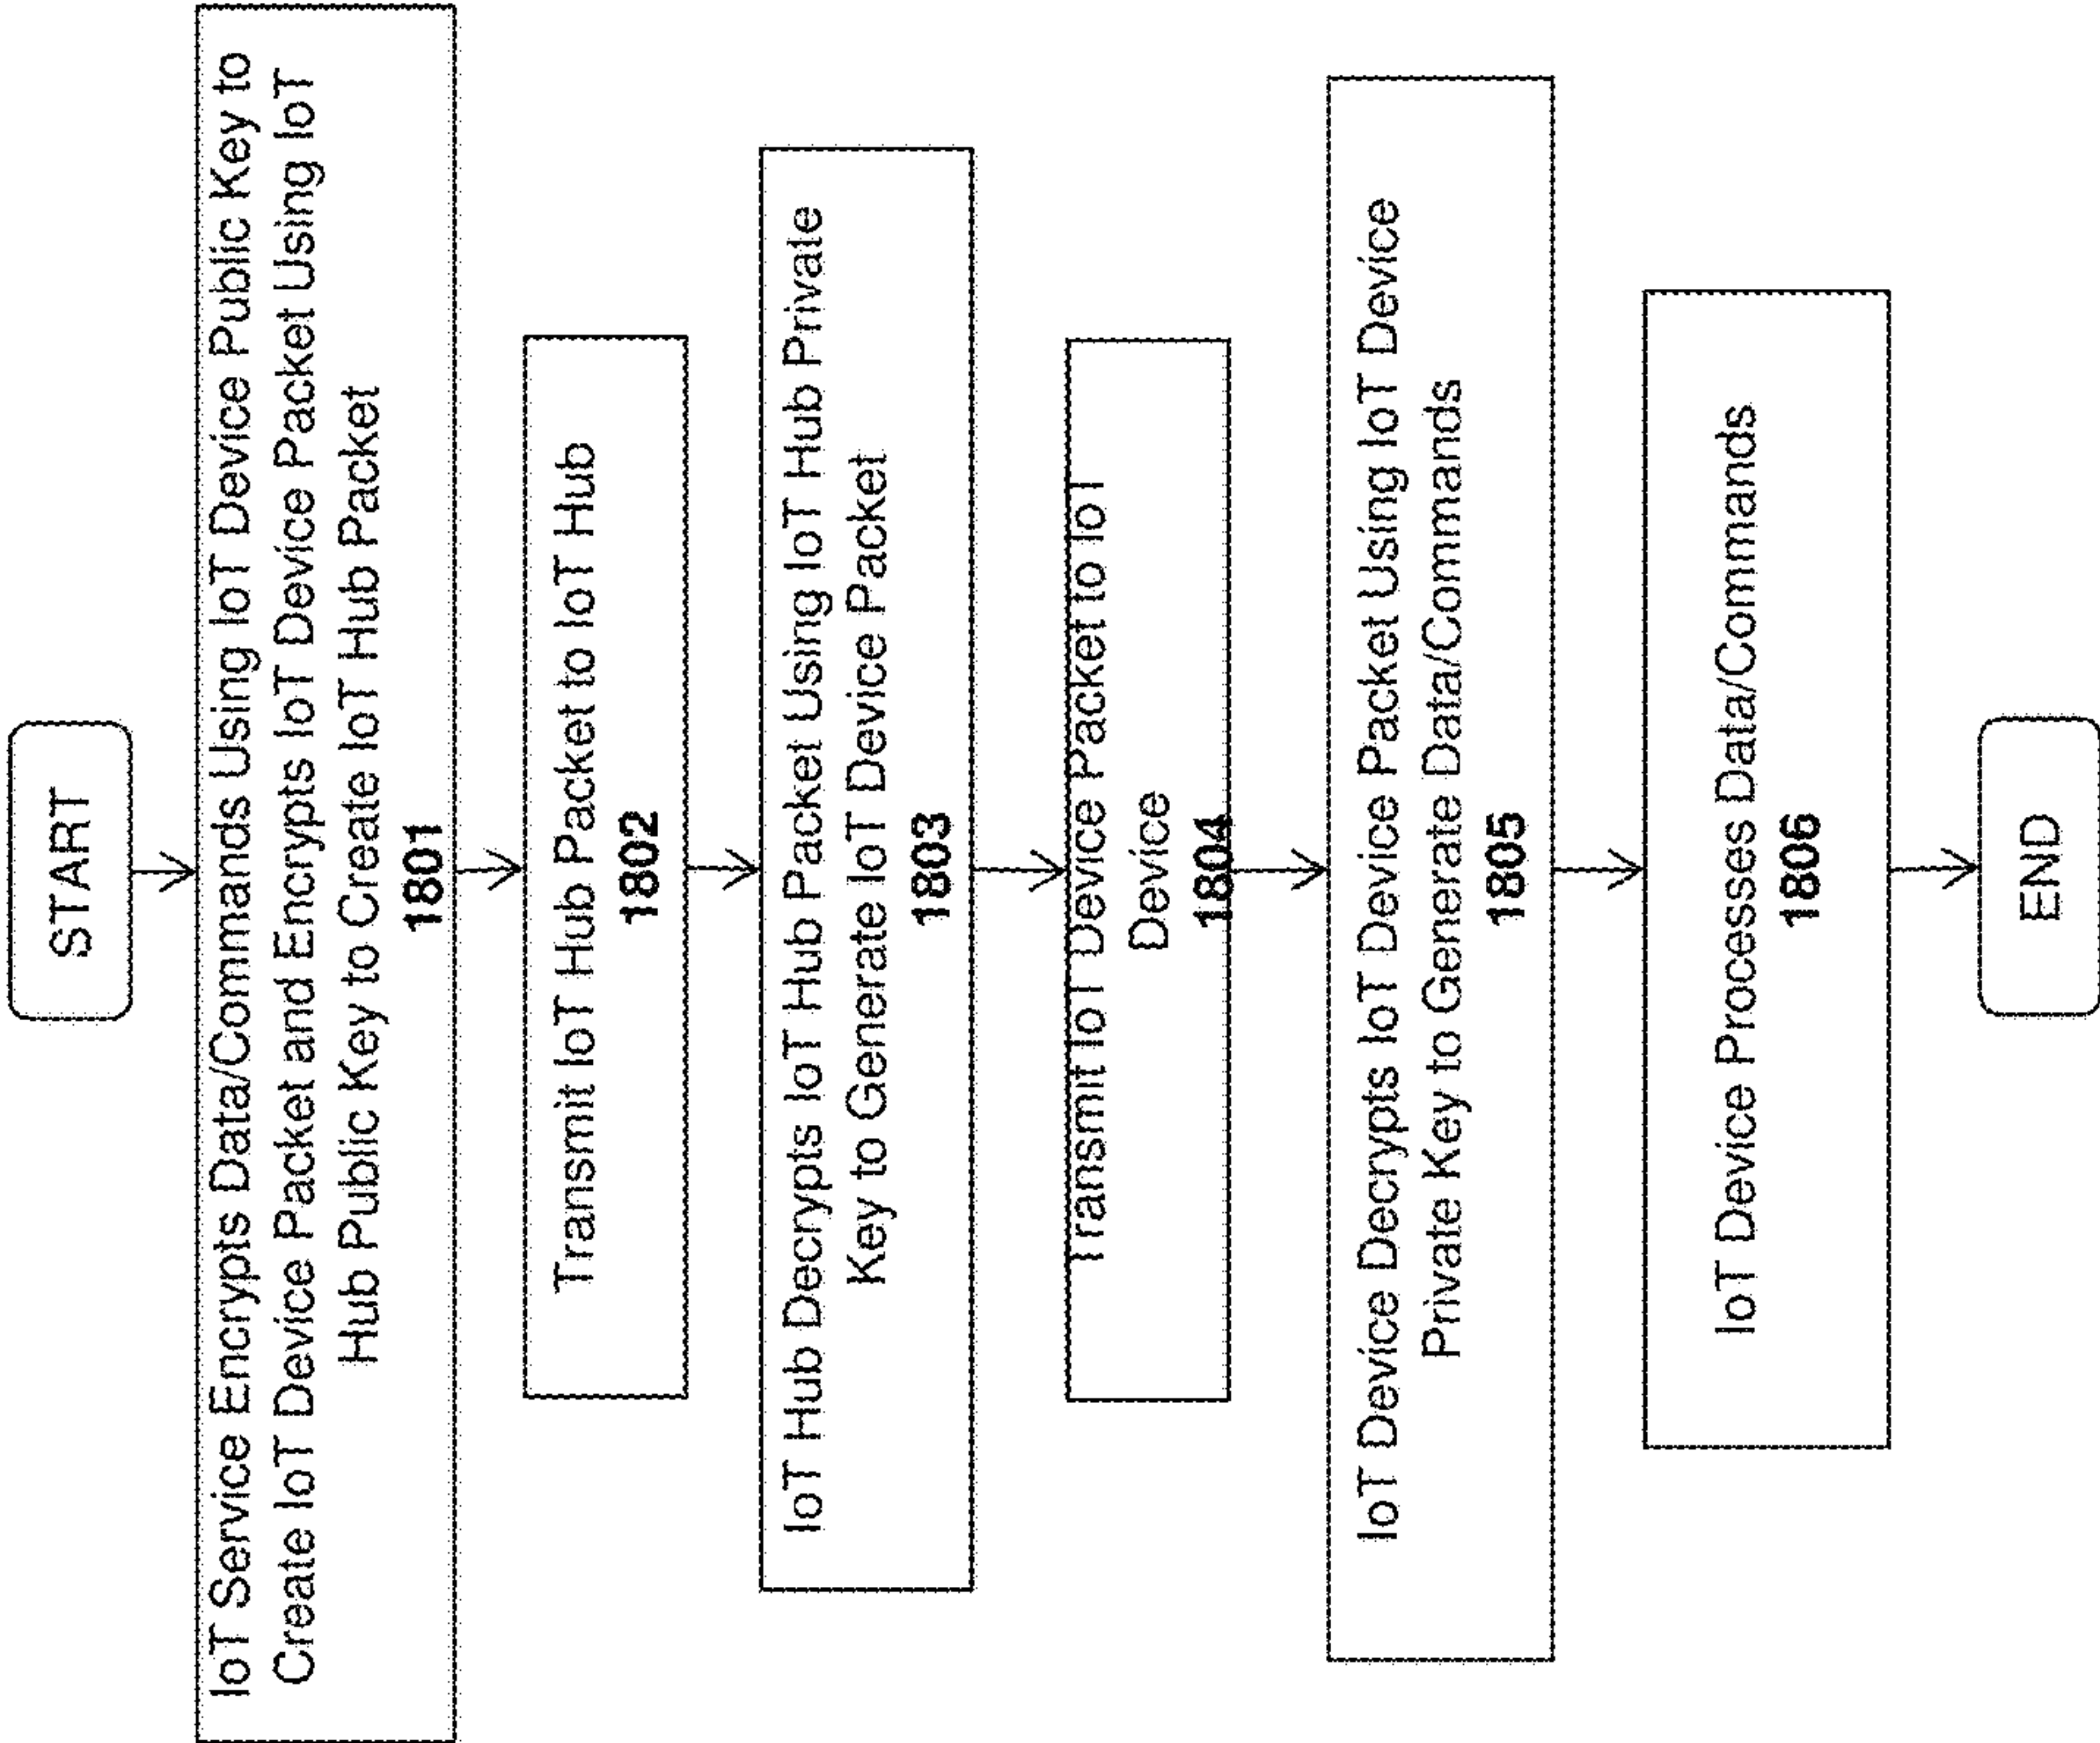 START
IoT Service Encrypts Data/Commands Using IoT Device Public Key to
Create IoT Device Packet and Encrypts IoT Device Packet Using IoT
Hub Public Key to Create IoT Hub Packet
1801
Transmit IoT Hub Packet to IoT Hub
1802
IoT Hub Decrypts IoT Hub Packet Using IoT Hub Private
Key to Generate IoT Device Packet
1803
Transmit IoT Device Packet to IoT
Device
1804
IoT Device Decrypts IoT Device Packet Using IoT Device
Private Key to Generate Data/Commands
1805
IoT Device Processes Data/Commands
1806
END